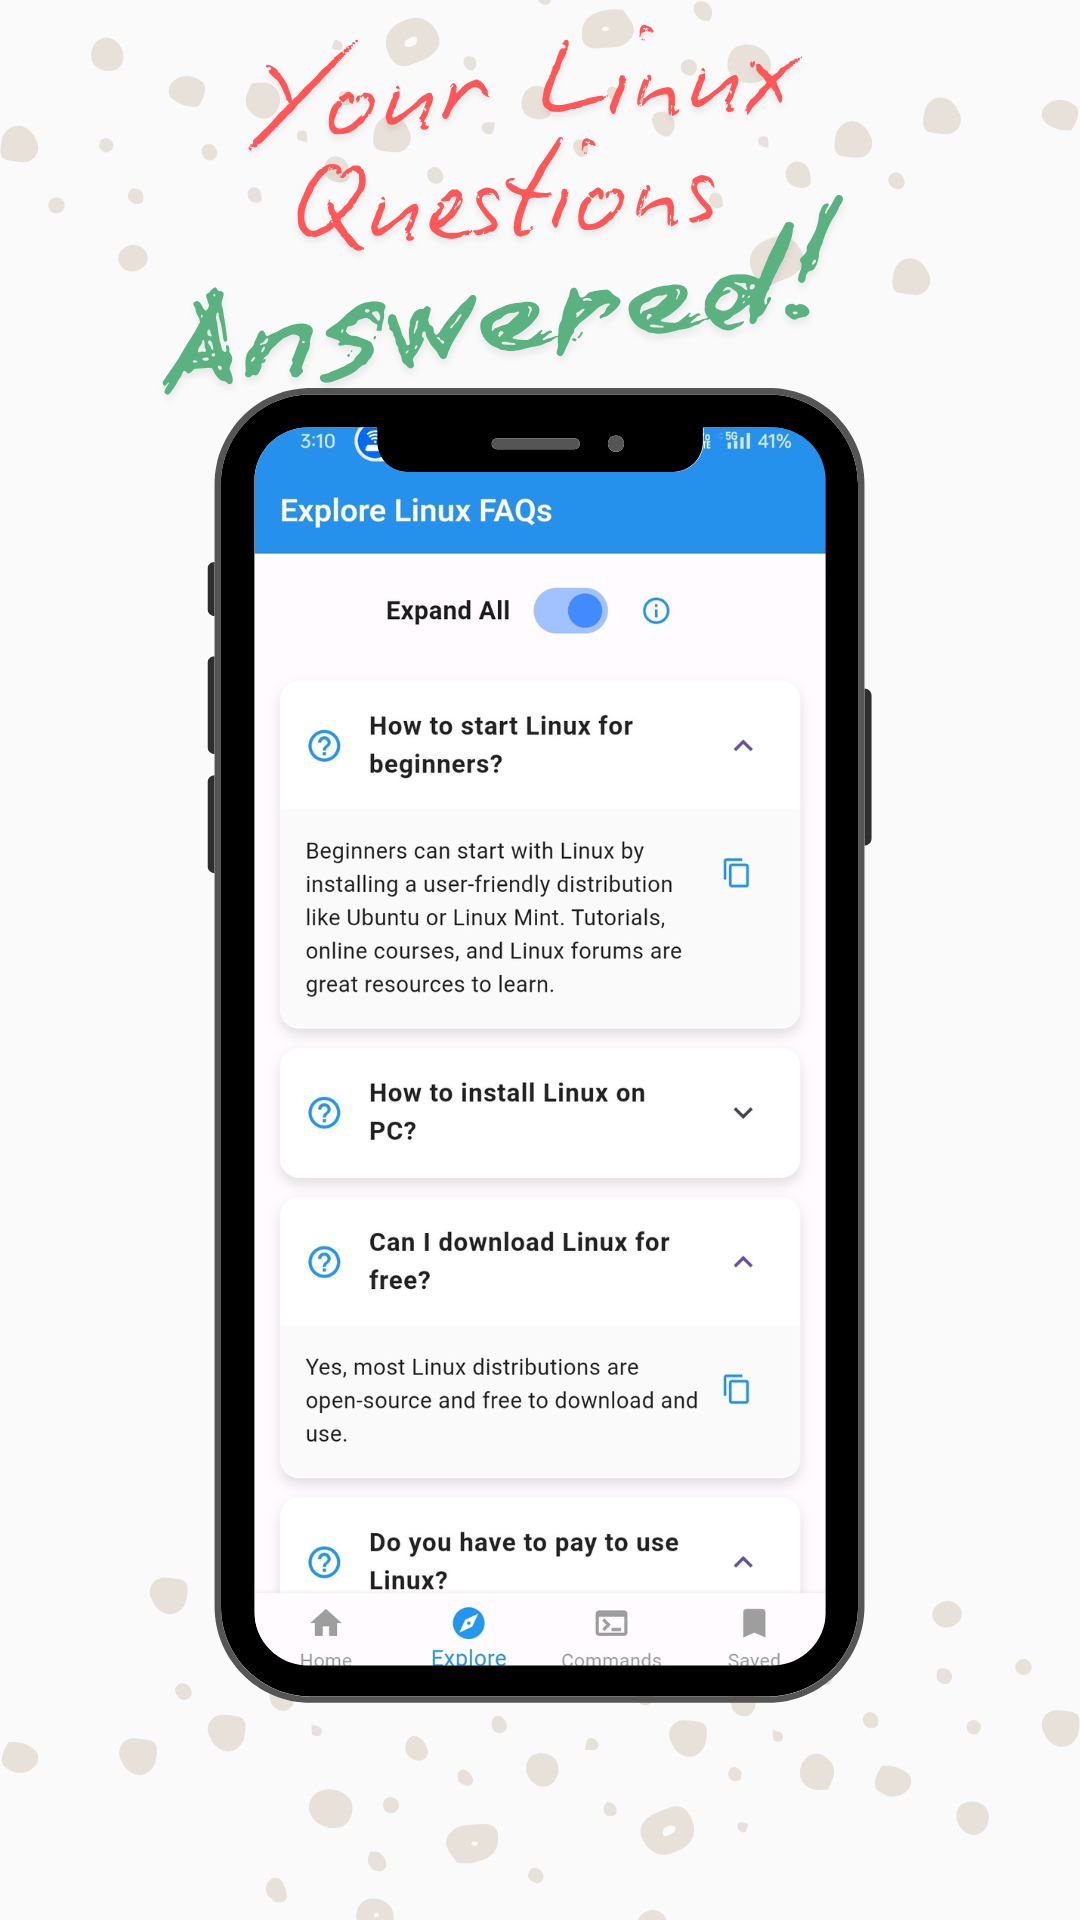 Your Linux
Questions
Answered!
3:10
5G 41%
Explore Linux FAQs
Expand All
How to start Linux for
beginners?
Beginners can start with Linux by
installing a user-friendly distribution
like Ubuntu or Linux Mint. Tutorials,
online courses, and Linux forums are
great resources to learn.
How to install Linux on
PC?
Can I download Linux for
free?
Yes, most Linux distributions are
open-source and free to download and
use.
Do you have to pay to use
Linux?
Home Explore Commands Saved